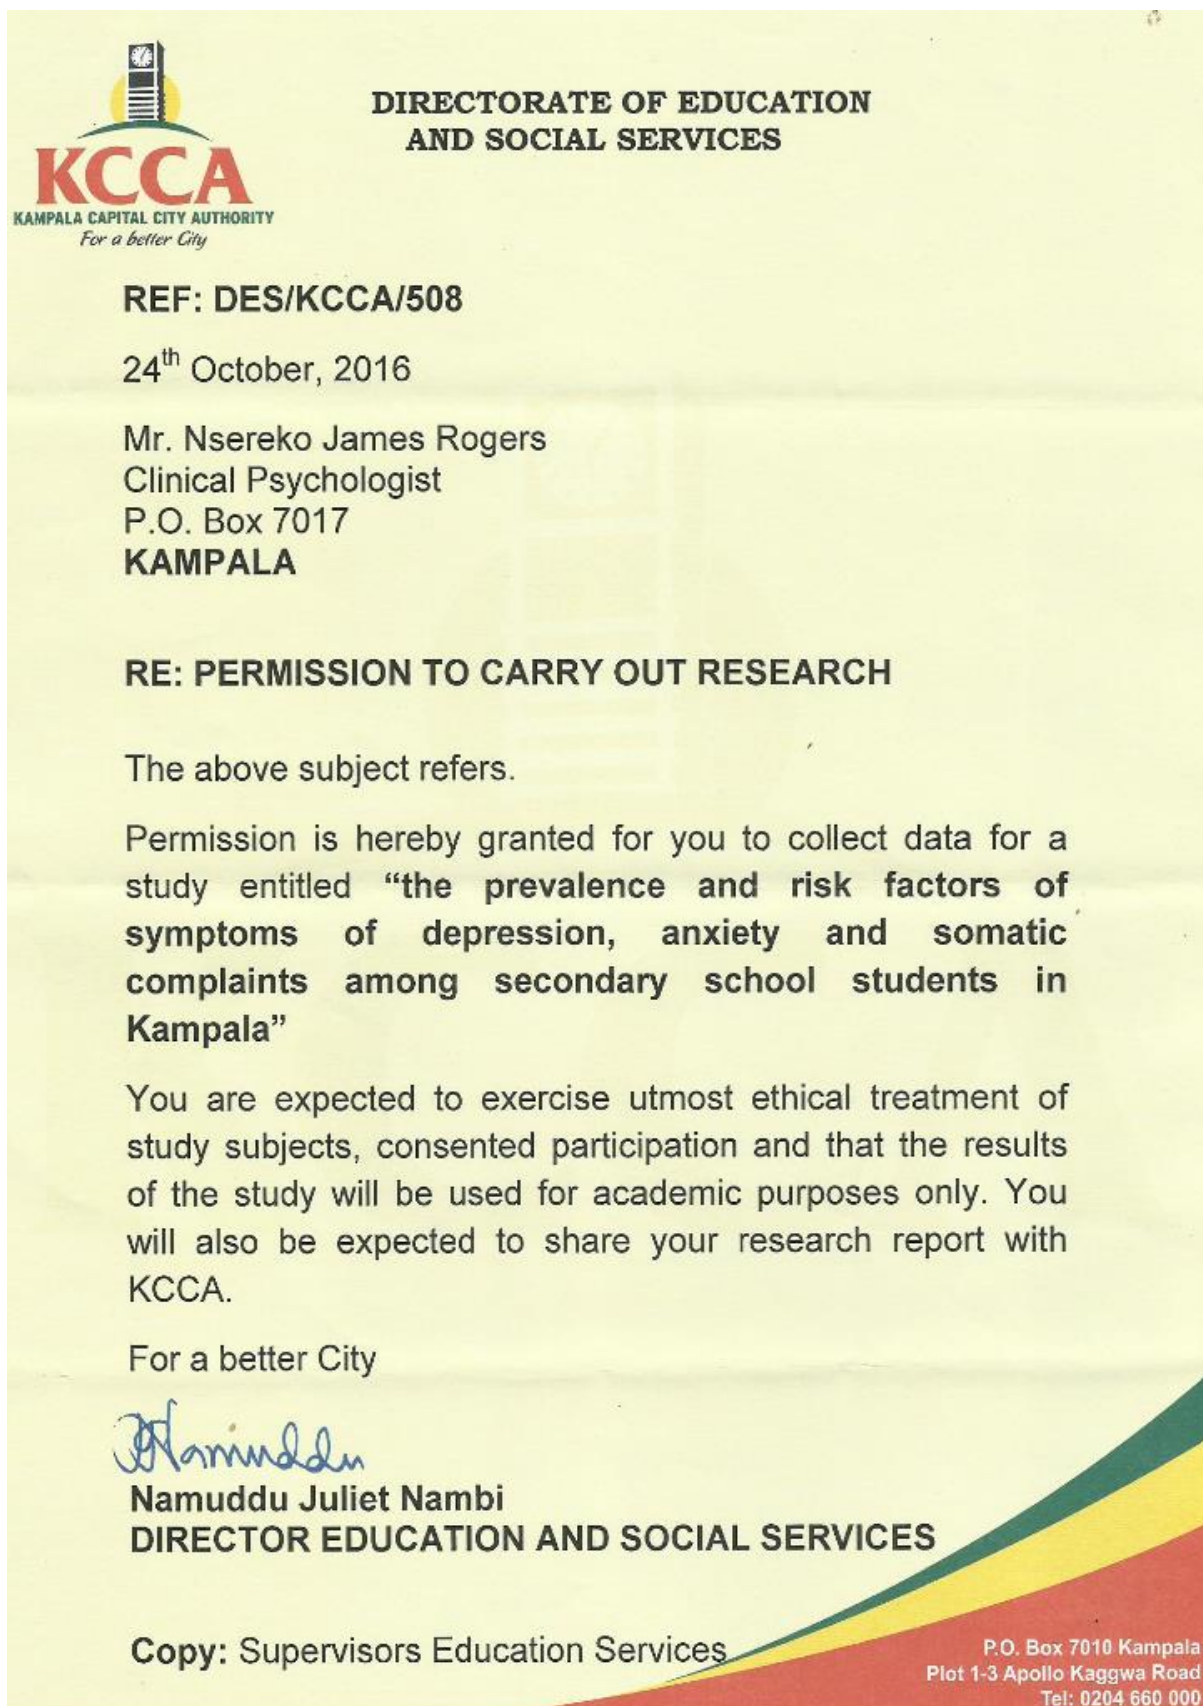 DIRECTORATE OF EDUCATION
AND SOCIAL SERVICES
KCCA
KAMPALA CAPITAL CITY AUTHORITY
For a better City
REF: DES/KCCA/508
24th October, 2016
Mr. Nsereko James Rogers
Clinical Psychologist
P.O. Box 7017
KAMPALA
RE: PERMISSION TO CARRY OUT RESEARCH
The above subject refers.
Permission is hereby granted for you to collect data for a
study entitled “the prevalence and risk factors of
symptoms of depression, anxiety and somatic
complaints among secondary school students in
Kampala”
You are expected to exercise utmost ethical treatment of
study subjects, consented participation and that the results
of the study will be used for academic purposes only. You
will also be expected to share your research report with
KCCA.
For a better City
Namuddu
Namuddu Juliet Nambi
DIRECTOR EDUCATION AND SOCIAL SERVICES
Copy: Supervisors Education Services
P.O. Box 7010 Kampala
Plot 1-3 Apollo Kaggwa Road
Tel: 0204 660 000